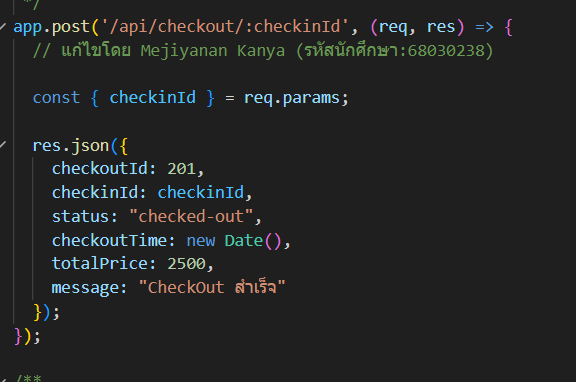 */
app.post('/api/checkout/:checkinId', (req, res) => {
// แก้ไขโดย Mejiyanan Kanya (รหัสนักศึกษา:68030238)
const { checkinId } = req.params;
res.json({
checkoutId: 201,
checkinId: checkinId,
status: "checked-out",
checkoutTime: new Date(),
totalPrice: 2500,
message: "CheckOut สำเร็จ"
});
});
/**